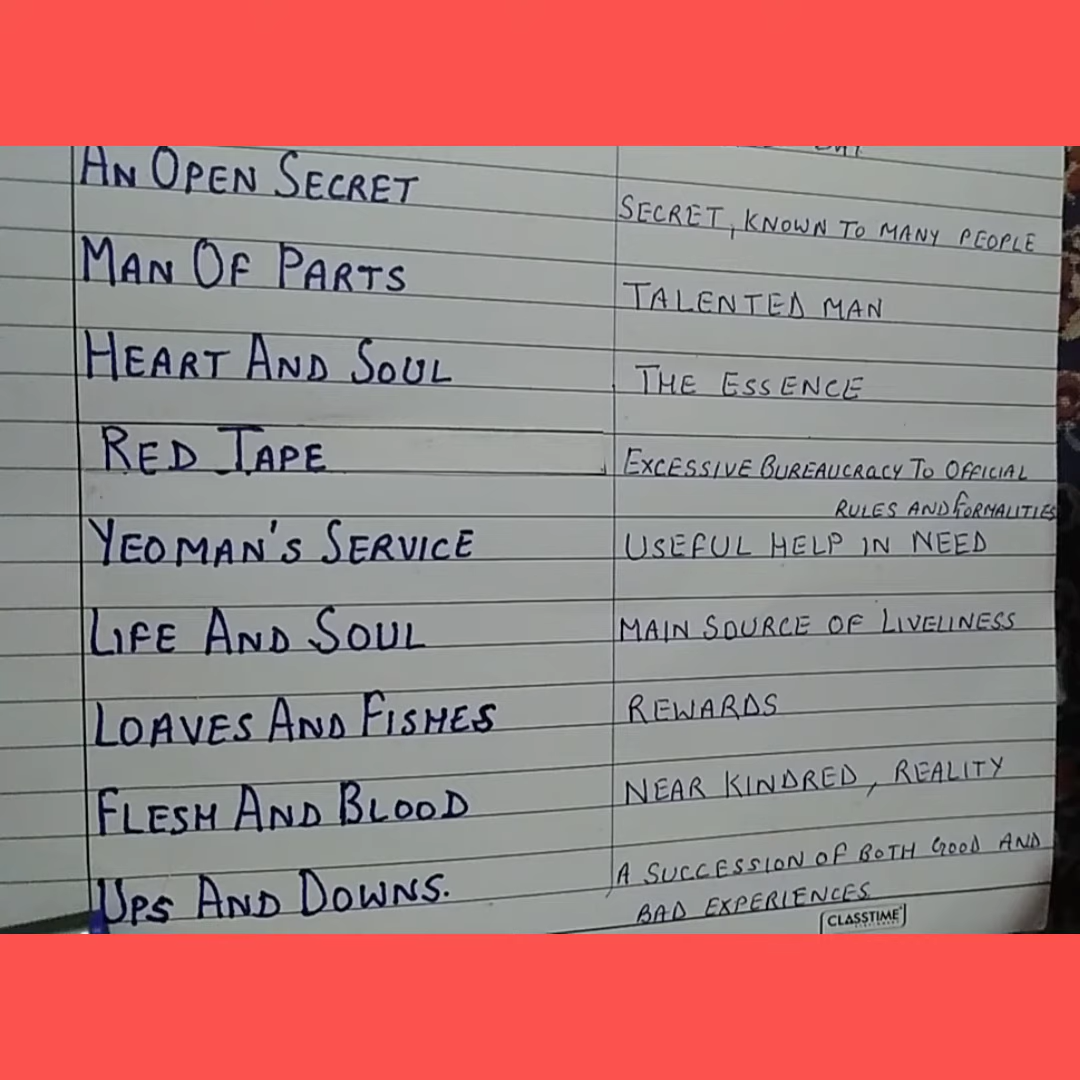 AN OPEN SECRET
SECRET, KNOWN TO MANY PEOPLE
MAN OF PARTS
TALENTED MAN
HEART AND SOUL
THE ESSENCE
RED TAPE
EXCESSIVE BUREAUCRACY TO OFFICIAL
RULES AND FORMALITIES
YEOMAN'S SERVICE
USEFUL HELP IN NEED
LIFE AND SOUL
MAIN SOURCE OF LIVELINESS
LOAVES AND FISHES
REWARDS
FLESH AND BLOOD
NEAR KINDRED, REALITY
UPS AND DOWNS.
A SUCCESSION OF BOTH GOOD AND
BAD EXPERIENCES
CLASSTIME